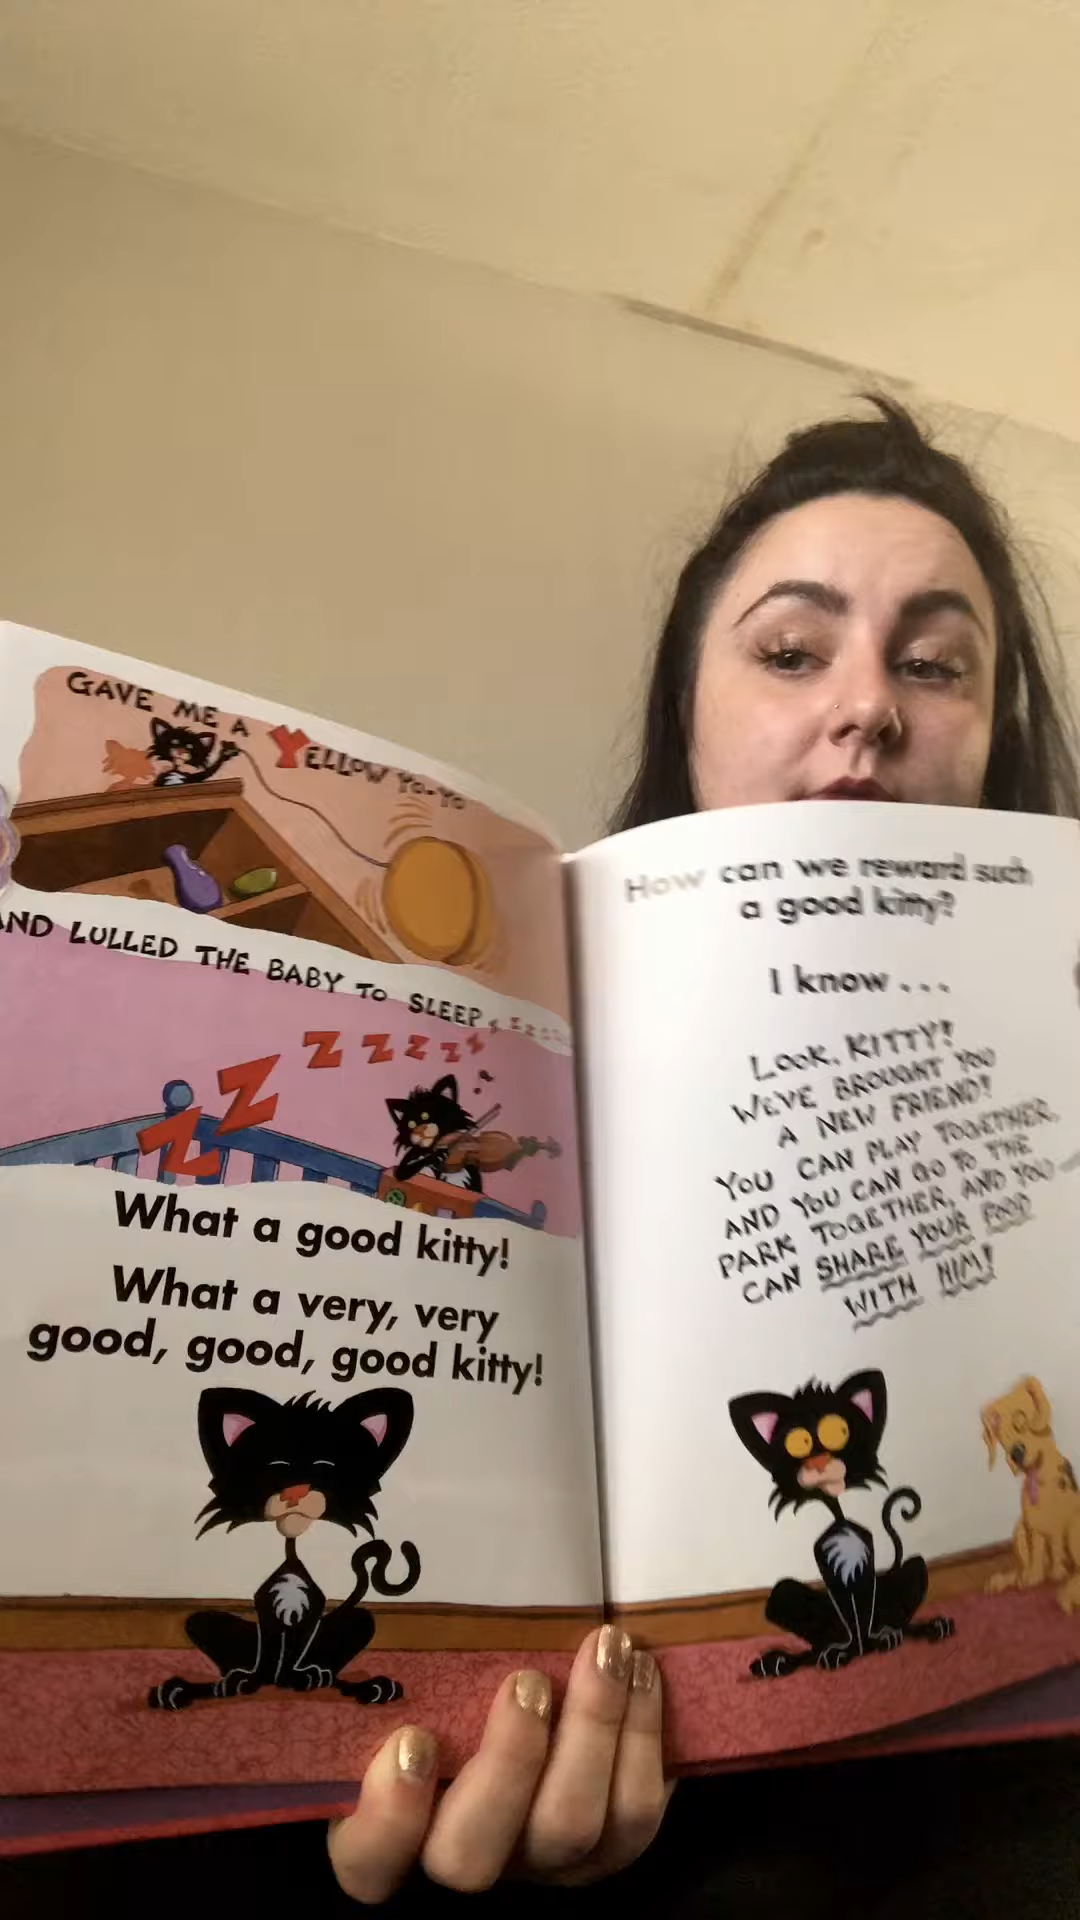 GAVE ME A YELLOW YO-YO
AND LULLED THE BABY TO SLEEP
Z Z Z Z Z Z Z
What a good kitty!
What a very, very
good, good, good kitty!
How can we reward such
a good kitty?
I know...
LOOK, KITTY!
WE'VE BROUGHT YOU
A NEW FRIEND!
YOU CAN PLAY TOGETHER,
AND YOU CAN GO TO THE
PARK TOGETHER, AND YOU
CAN SHARE YOUR FOOD
WITH HIM!